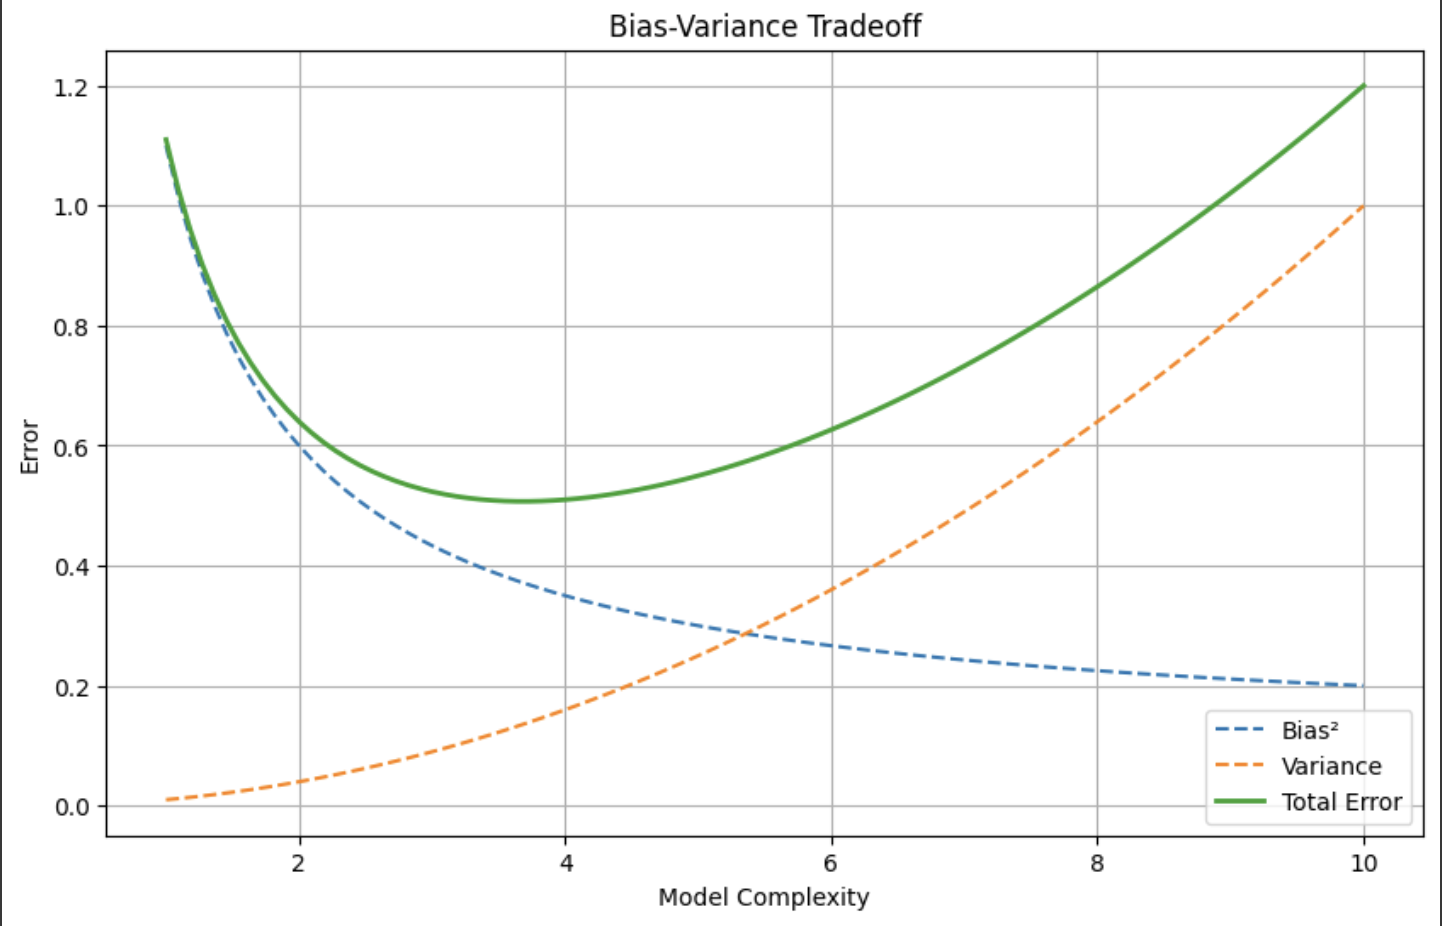 Bias-Variance Tradeoff
1.2
1.0
0.8
0.6
0.4
0.2
0.0
Error
2 4 6 8 10
Model Complexity
Bias²
Variance
Total Error